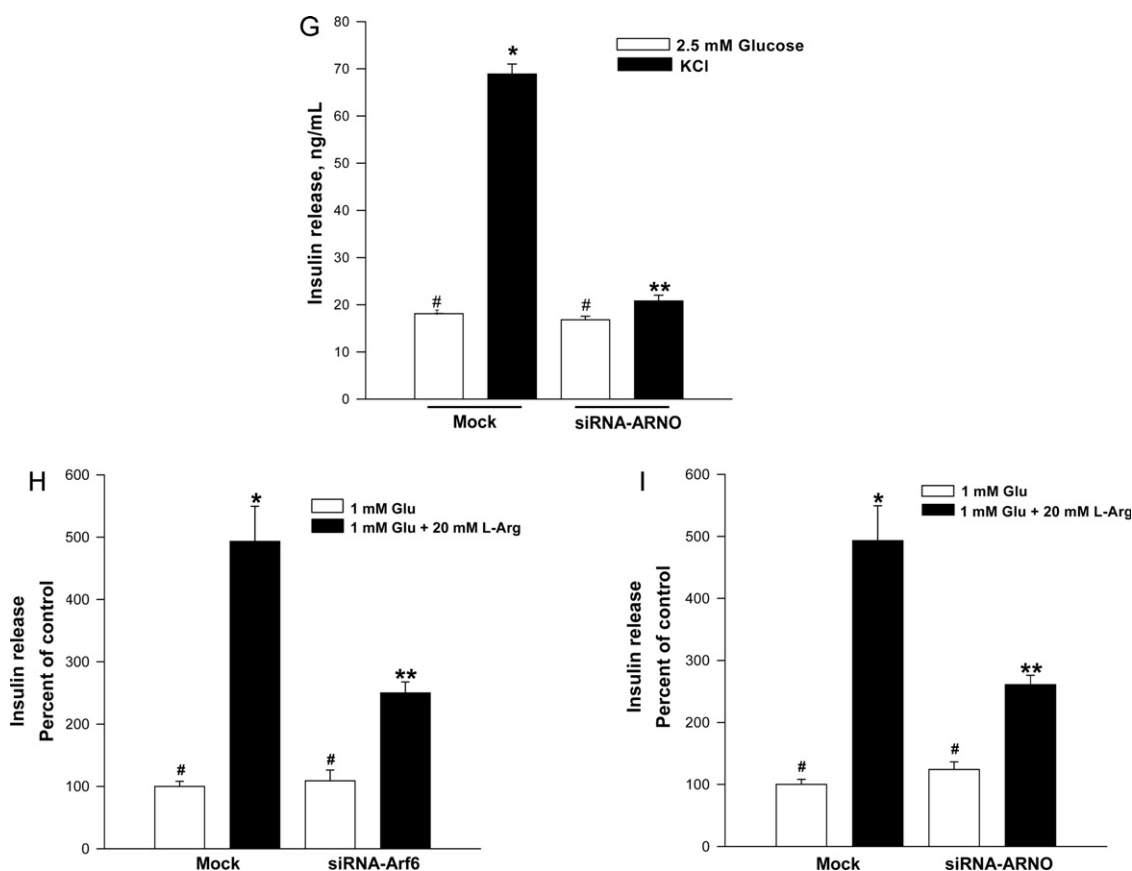 G
Insulin release, ng/mL
80
70
60
50
40
30
20
10
0
2.5 mM Glucose
KCl
*
#
#
**
Mock
siRNA-ARNO
H
Insulin release
Percent of control
600
500
400
300
200
100
0
1 mM Glu
1 mM Glu + 20 mM L-Arg
*
#
#
**
Mock
siRNA-Arf6
I
Insulin release
Percent of control
600
500
400
300
200
100
0
1 mM Glu
1 mM Glu + 20 mM L-Arg
*
#
#
**
Mock
siRNA-ARNO